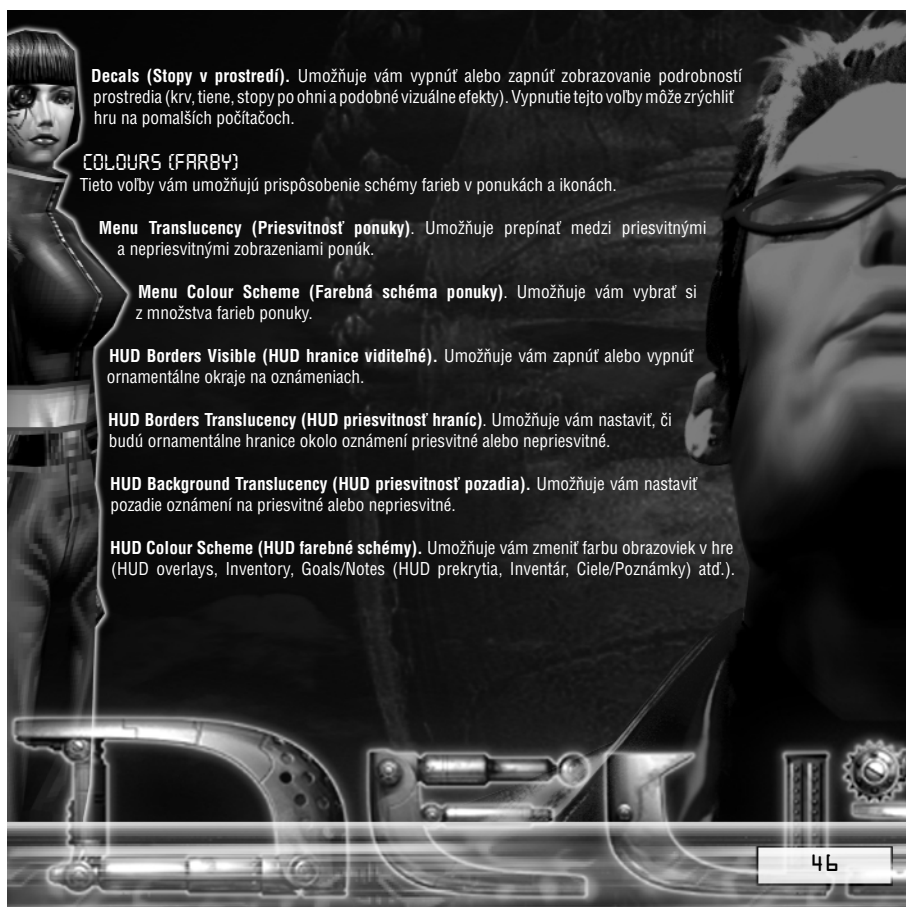 Decals (Stopy v prostredí). Umožňuje vám vypnúť alebo zapnúť zobrazovanie podrobností
prostredia (krv, tiene, stopy po ohni a podobné vizuálne efekty). Vypnutie tejto voľby môže zrýchliť
hru na pomalších počítačoch.
COLOURS (FARBY)
Tieto voľby vám umožňujú prispôsobenie schémy farieb v ponukách a ikonách.
Menu Translucency (Priesvitnosť ponuky). Umožňuje prepínať medzi priesvitnými
a nepriesvitnými zobrazeniami ponúk.
Menu Colour Scheme (Farebná schéma ponuky). Umožňuje vám vybrať si
z množstva farieb ponuky.
HUD Borders Visible (HUD hranice viditeľné). Umožňuje vám zapnúť alebo vypnúť
ornamentálne okraje na oznámeniach.
HUD Borders Translucency (HUD priesvitnosť hraníc). Umožňuje vám nastaviť, či
budú ornamentálne hranice okolo oznámení priesvitné alebo nepriesvitné.
HUD Background Translucency (HUD priesvitnosť pozadia). Umožňuje vám nastaviť
pozadie oznámení na priesvitné alebo nepriesvitné.
HUD Colour Scheme (HUD farebné schémy). Umožňuje vám zmeniť farbu obrazoviek v hre
(HUD overlays, Inventory, Goals/Notes (HUD prekrytia, Inventár, Ciele/Poznámky) atď.).
46